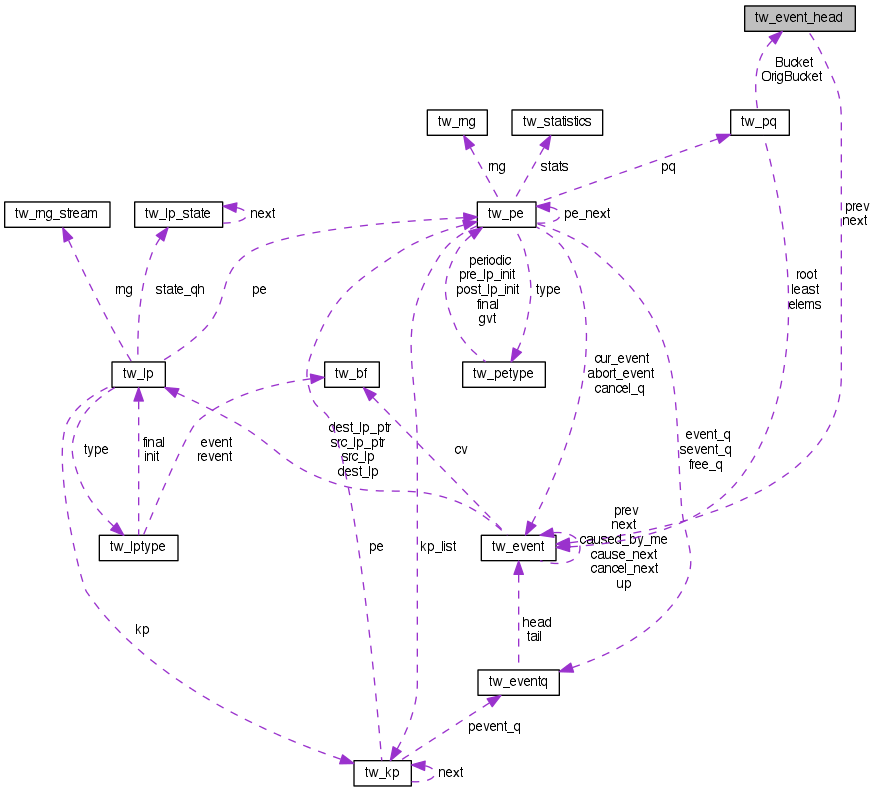 tw_event_head
Bucket
OrigBucket
tw_rng
tw_statistics
tw_pq
rng
stats
pq
tw_rng_stream
tw_lp_state
next
tw_pe
pe_next
prev
next
rng
state_qh
pe
periodic
pre_lp_init
post_lp_init
final
gvt
type
root
least
elems
tw_lp
tw_bf
tw_petype
cur_event
abort_event
cancel_q
type
final
init
event
revent
dest_lp_ptr
src_lp_ptr
src_lp
dest_lp
cv
event_q
sevent_q
free_q
tw_lptype
pe
kp_list
tw_event
prev
next
caused_by_me
cause_next
cancel_next
up
kp
head
tail
tw_eventq
pevent_q
tw_kp
next